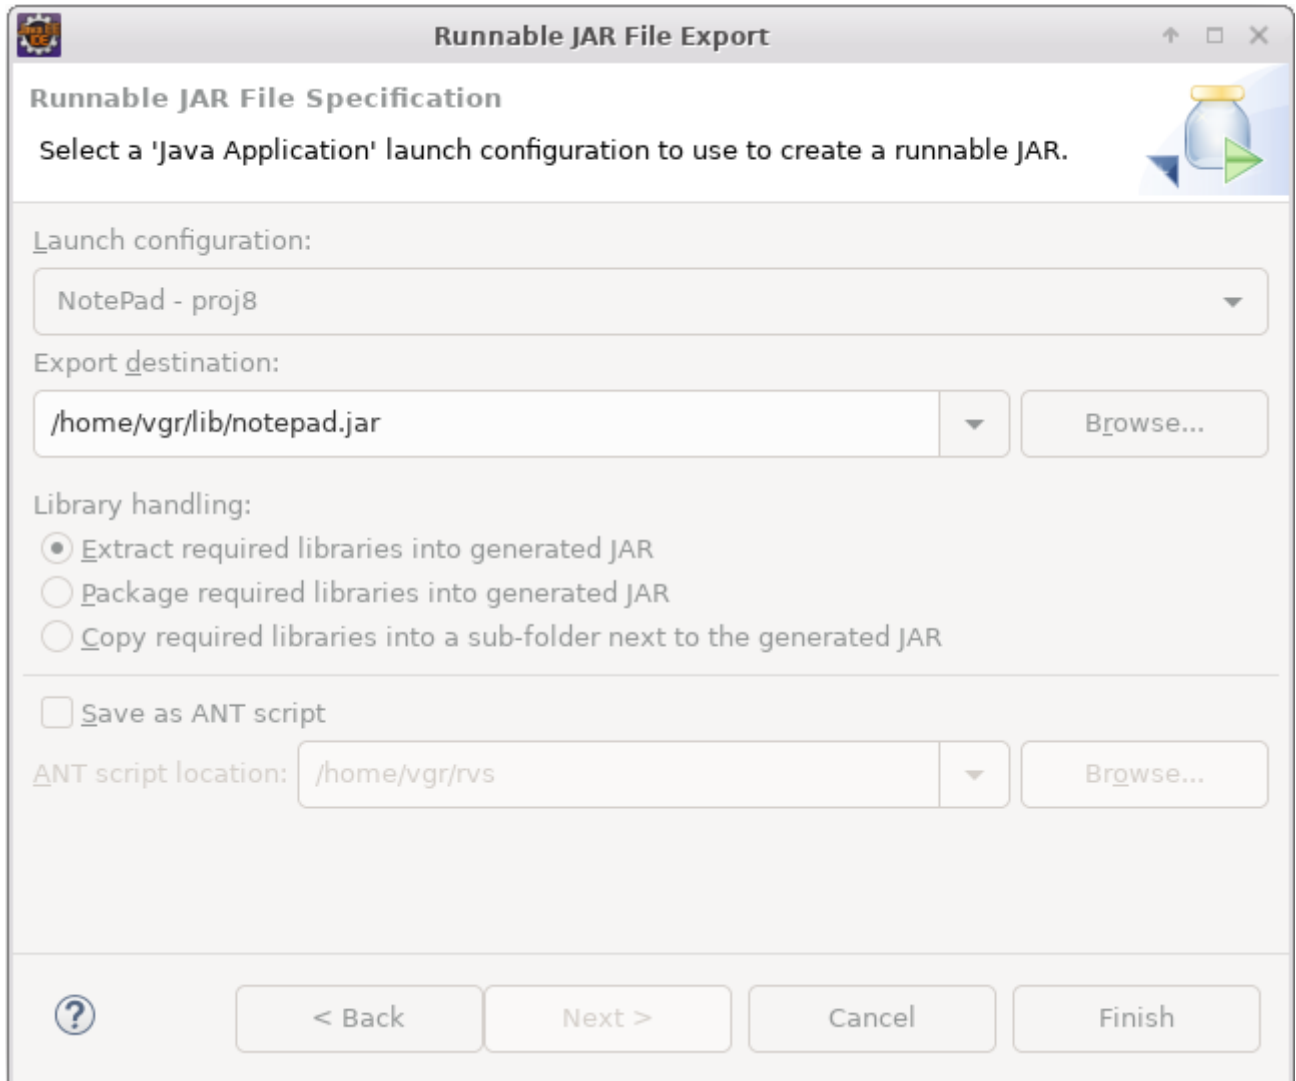 Runnable JAR File Export
Runnable JAR File Specification
Select a 'Java Application' launch configuration to use to create a runnable JAR.
Launch configuration:
NotePad - proj8
Export destination:
/home/vgr/lib/notepad.jar
Browse...
Library handling:
Extract required libraries into generated JAR
Package required libraries into generated JAR
Copy required libraries into a sub-folder next to the generated JAR
Save as ANT script
ANT script location: /home/vgr/rvs Browse...
? < Back Next > Cancel Finish